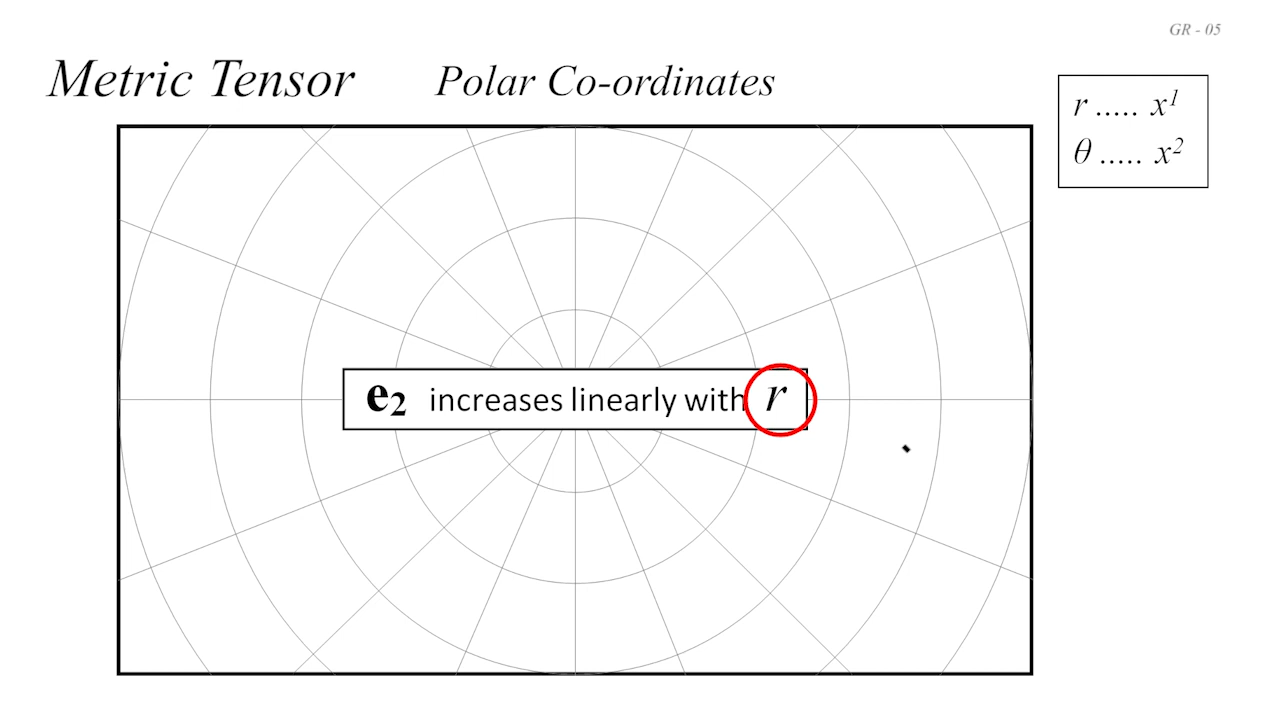 GR - 05
Metric Tensor Polar Co-ordinates
r ..... x¹
θ ..... x²
e₂ increases linearly with r